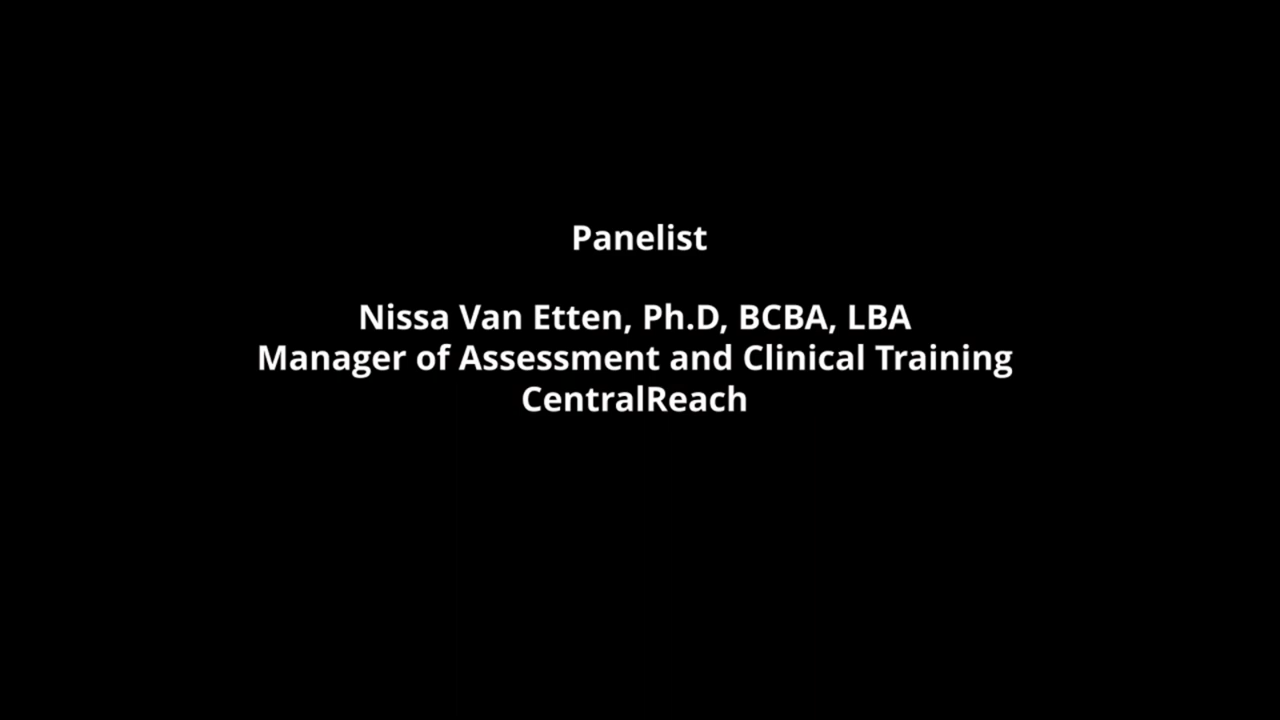 Panelist
Nissa Van Etten, Ph.D, BCBA, LBA
Manager of Assessment and Clinical Training
CentralReach